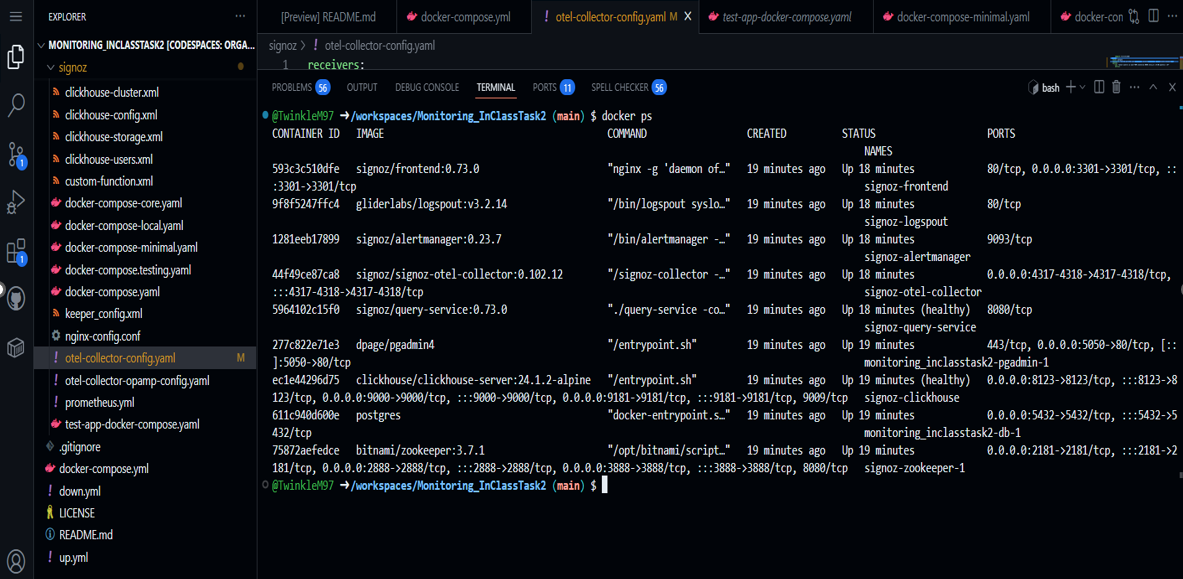 EXPLORER
[Preview] README.md
docker-compose.yml
! otel-collector-config.yaml M X
test-app-docker-compose.yaml
docker-compose-minimal.yaml
docker-con
MONITORING_INCLASSTASK2 [CODESPACES: ORGA...
signoz
clickhouse-cluster.xml
clickhouse-config.xml
clickhouse-storage.xml
clickhouse-users.xml
custom-function.xml
docker-compose-core.yaml
docker-compose-local.yaml
docker-compose-minimal.yaml
docker-compose.testing.yaml
docker-compose.yaml
keeper_config.xml
nginx-config.conf
! otel-collector-config.yaml M
! otel-collector-opamp-config.yaml
! prometheus.yml
test-app-docker-compose.yaml
.gitignore
docker-compose.yml
! down.yml
LICENSE
README.md
! up.yml
1
1
signoz > ! otel-collector-config.yaml
1 receivers:
PROBLEMS 56 OUTPUT DEBUG CONSOLE TERMINAL PORTS 11 SPELL CHECKER 56
bash
@TwinkleM97 →/workspaces/Monitoring_InClassTask2 (main) $ docker ps
CONTAINER ID IMAGE COMMAND CREATED STATUS PORTS
NAMES
593c3c510dfe signoz/frontend:0.73.0 "nginx -g 'daemon of…" 19 minutes ago Up 18 minutes 80/tcp, 0.0.0.0:3301->3301/tcp, ::
:3301->3301/tcp signoz-frontend
9f8f5247ffc4 gliderlabs/logspout:v3.2.14 "/bin/logspout syslo…" 19 minutes ago Up 18 minutes 80/tcp
signoz-logspout
1281eeb17899 signoz/alertmanager:0.23.7 "/bin/alertmanager -…" 19 minutes ago Up 18 minutes 9093/tcp
signoz-alertmanager
44f49ce87ca8 signoz/signoz-otel-collector:0.102.12 "/signoz-collector -…" 19 minutes ago Up 18 minutes 0.0.0.0:4317-4318->4317-4318/tcp,
:::4317-4318->4317-4318/tcp signoz-otel-collector
5964102c15f0 signoz/query-service:0.73.0 "./query-service -co…" 19 minutes ago Up 18 minutes (healthy) 8080/tcp
signoz-query-service
277c822e71e3 dpage/pgadmin4 "/entrypoint.sh" 19 minutes ago Up 19 minutes 443/tcp, 0.0.0.0:5050->80/tcp, [::
]:5050->80/tcp monitoring_inclasstask2-pgadmin-1
ec1e44296d75 clickhouse/clickhouse-server:24.1.2-alpine "/entrypoint.sh" 19 minutes ago Up 19 minutes (healthy) 0.0.0.0:8123->8123/tcp, :::8123->8
123/tcp, 0.0.0.0:9000->9000/tcp, :::9000->9000/tcp, 0.0.0.0:9181->9181/tcp, :::9181->9181/tcp, 9009/tcp signoz-clickhouse
611c940d600e postgres "docker-entrypoint.s…" 19 minutes ago Up 19 minutes 0.0.0.0:5432->5432/tcp, :::5432->5
432/tcp monitoring_inclasstask2-db-1
75872aefedce bitnami/zookeeper:3.7.1 "/opt/bitnami/script…" 19 minutes ago Up 19 minutes 0.0.0.0:2181->2181/tcp, :::2181->2
181/tcp, 0.0.0.0:2888->2888/tcp, :::2888->2888/tcp, 0.0.0.0:3888->3888/tcp, :::3888->3888/tcp, 8080/tcp signoz-zookeeper-1
@TwinkleM97 →/workspaces/Monitoring_InClassTask2 (main) $